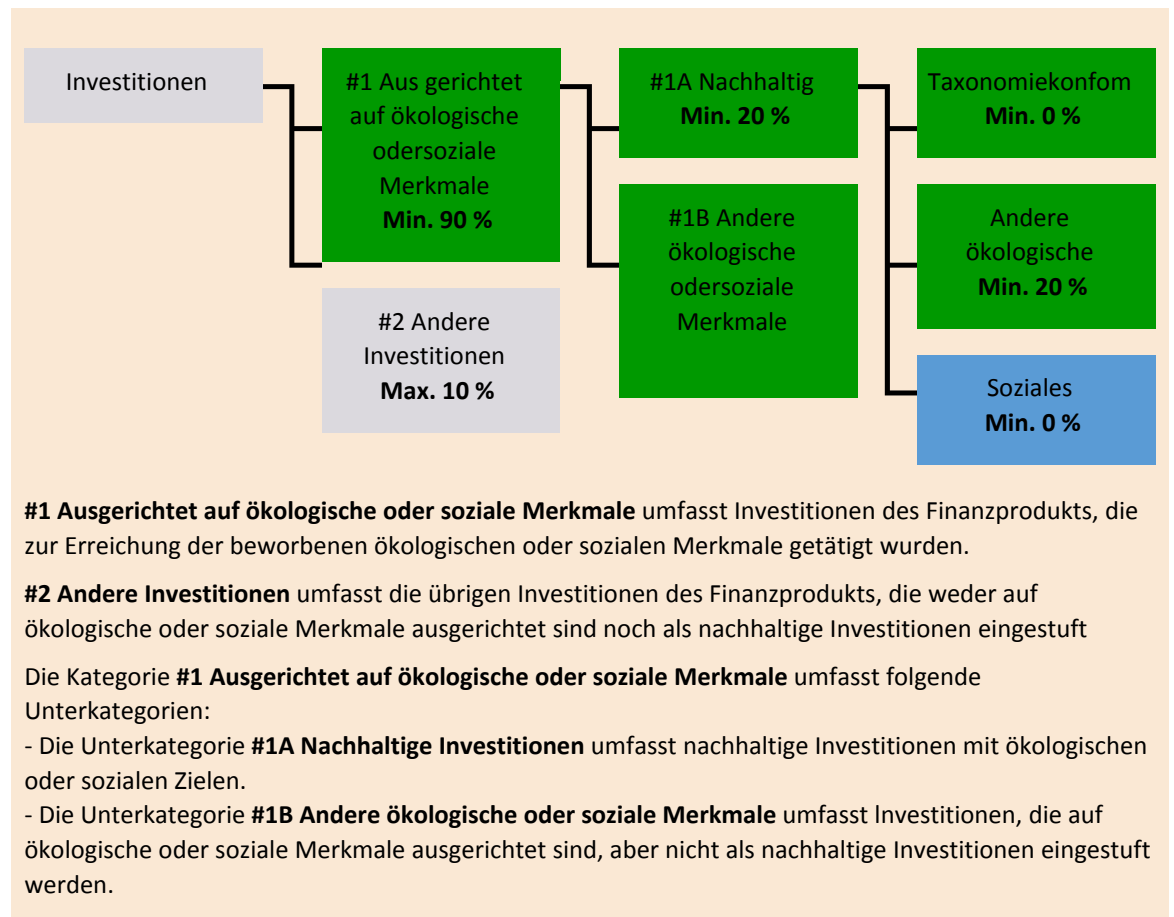 Investitionen
#1 Aus gerichtet
auf ökologische
odersoziale
Merkmale
Min. 90 %
#2 Andere
Investitionen
Max. 10 %
#1A Nachhaltig
Min. 20 %
#1B Andere
ökologische
odersoziale
Merkmale
Taxonomiekonfom
Min. 0 %
Andere
ökologische
Min. 20 %
Soziales
Min. 0 %
#1 Ausgerichtet auf ökologische oder soziale Merkmale umfasst Investitionen des Finanzprodukts, die
zur Erreichung der beworbenen ökologischen oder sozialen Merkmale getätigt wurden.
#2 Andere Investitionen umfasst die übrigen Investitionen des Finanzprodukts, die weder auf
ökologische oder soziale Merkmale ausgerichtet sind noch als nachhaltige Investitionen eingestuft
Die Kategorie #1 Ausgerichtet auf ökologische oder soziale Merkmale umfasst folgende
Unterkategorien:
- Die Unterkategorie #1A Nachhaltige Investitionen umfasst nachhaltige Investitionen mit ökologischen
oder sozialen Zielen.
- Die Unterkategorie #1B Andere ökologische oder soziale Merkmale umfasst lnvestitionen, die auf
ökologische oder soziale Merkmale ausgerichtet sind, aber nicht als nachhaltige Investitionen eingestuft
werden.